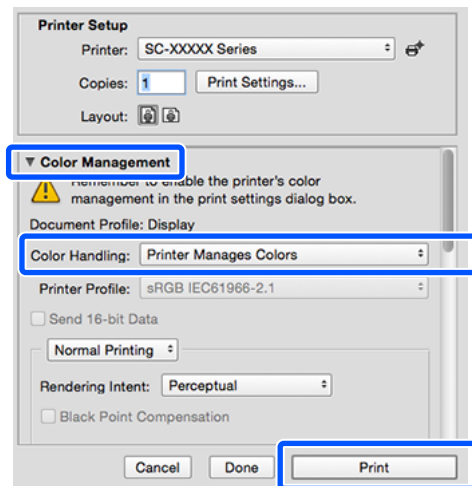 Printer Setup
Printer: SC-XXXXX Series
Copies: 1 Print Settings...
Layout:
▼ Color Management
Remember to enable the printer's color
management in the print settings dialog box.
Document Profile: Display
Color Handling: Printer Manages Colors
Printer Profile: sRGB IEC61966-2.1
Send 16-bit Data
Normal Printing
Rendering Intent: Perceptual
Black Point Compensation
Cancel Done Print